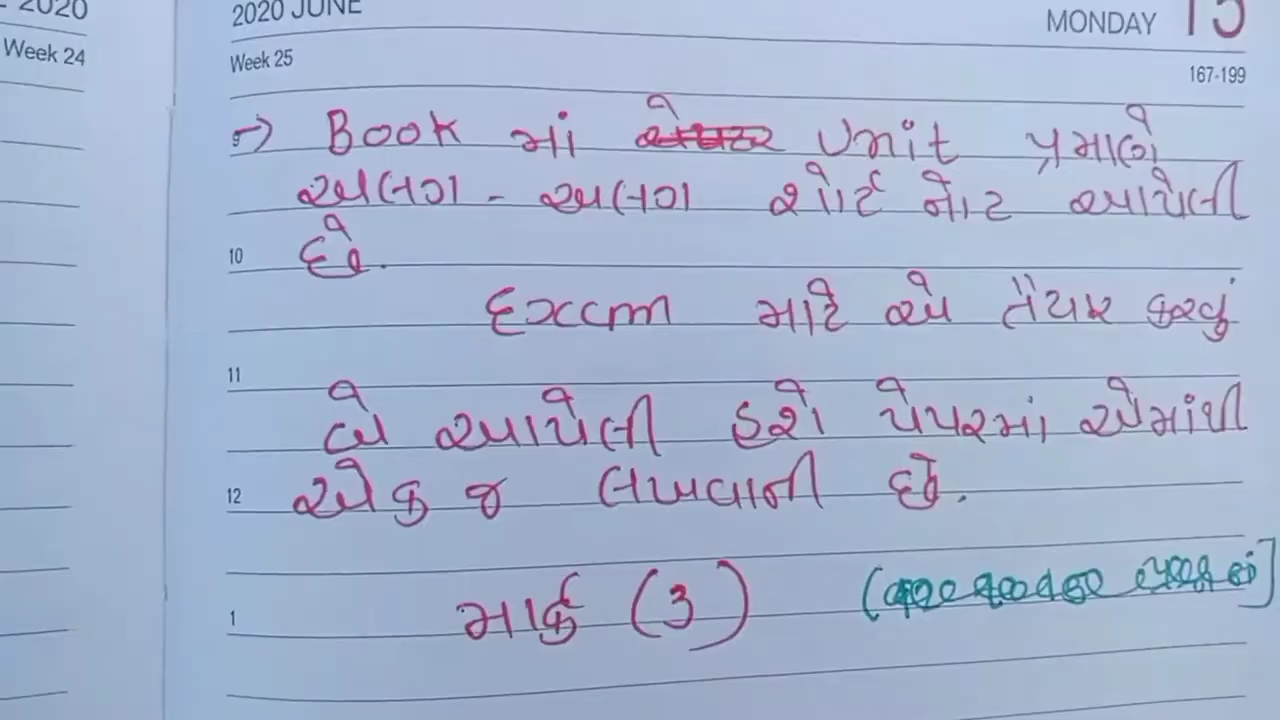 2020
Week 24
2020 JUNE
MONDAY 15
Week 25
167-199
→ Book માં Unit પ્રમાણે
અલગ - અલગ શોર્ટ નોટ આપેલી
10 છે.
Exam માટે એ તૈયાર કરવું
11
બે આપેલી હશે પેપરમાં એમાંથી
12 એક જ લખવાની છે.
1 માર્ક (3)